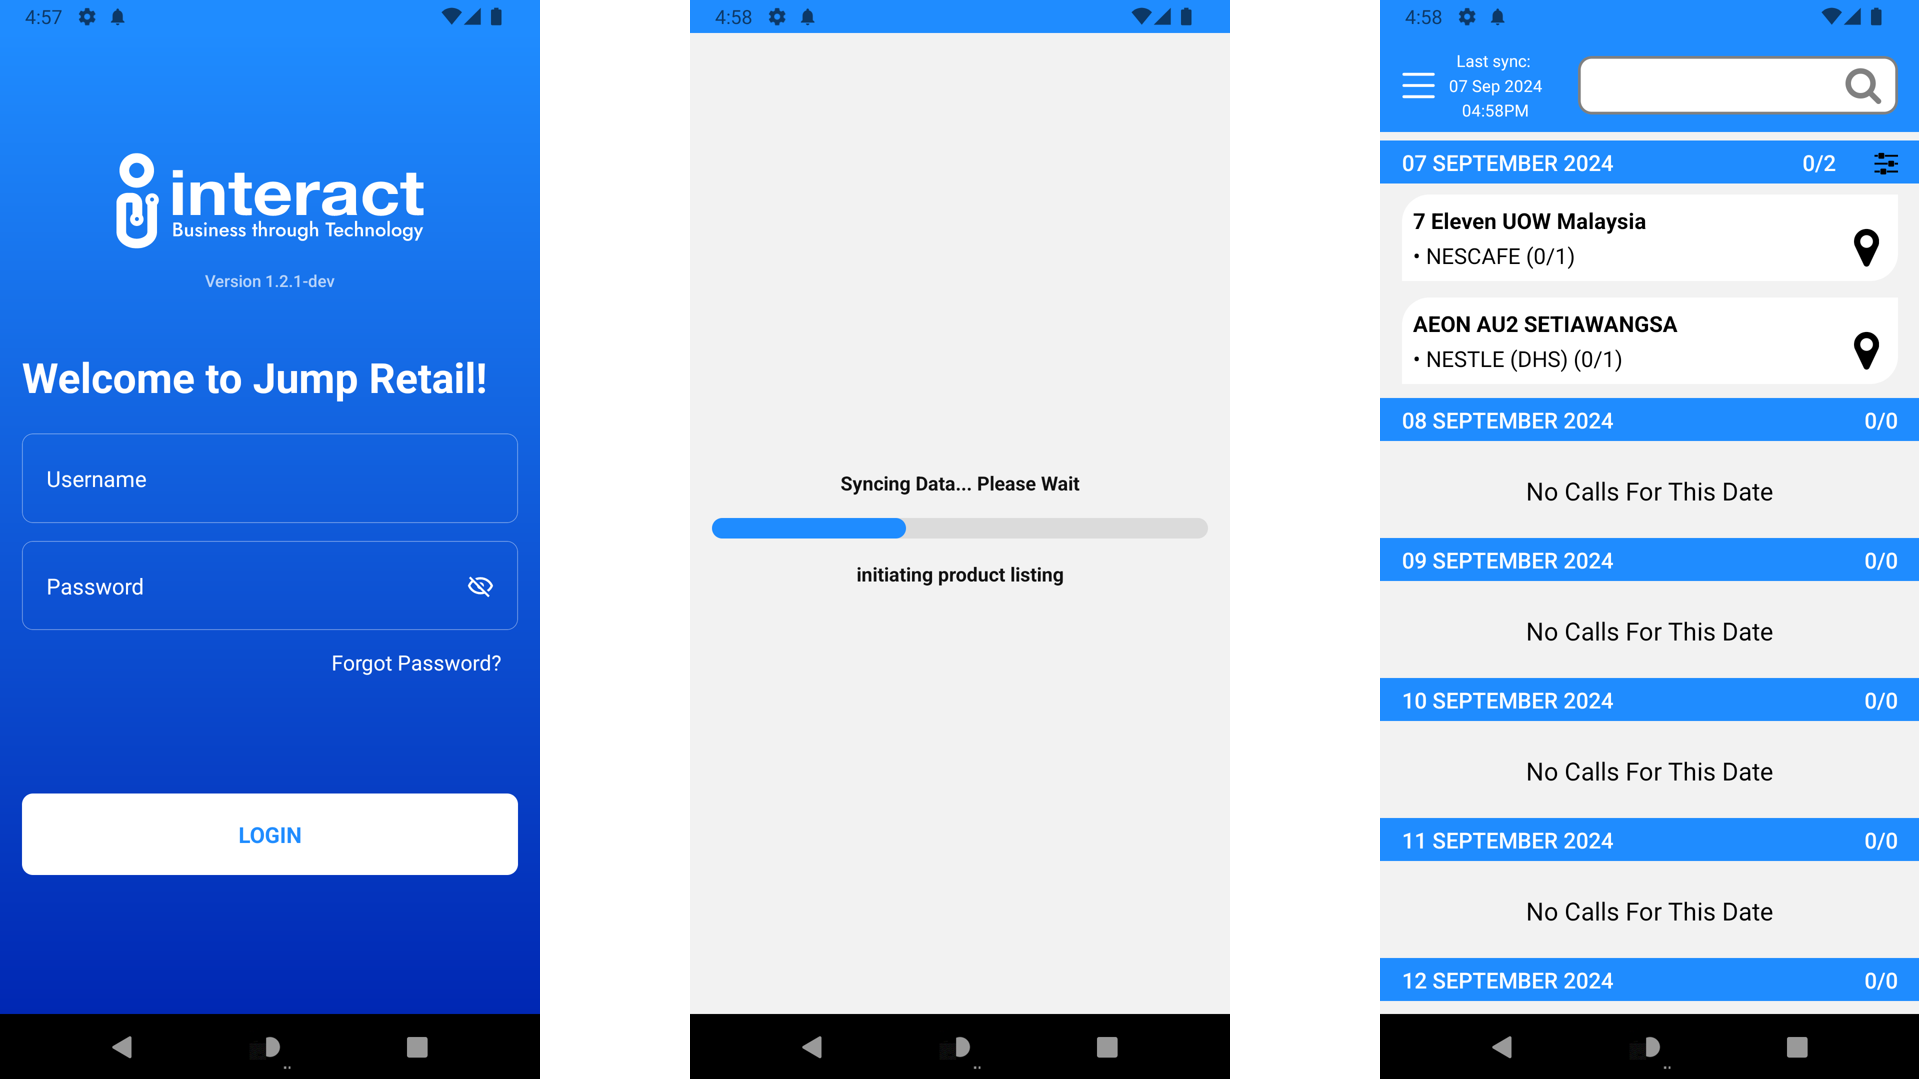 4:57
interact
Business through Technology
Version 1.2.1-dev
Welcome to Jump Retail!
Username
Password
Forgot Password?
LOGIN
4:58
Syncing Data... Please Wait
initiating product listing
4:58
Last sync:
07 Sep 2024
04:58PM
07 SEPTEMBER 2024 0/2
7 Eleven UOW Malaysia
• NESCAFE (0/1)
AEON AU2 SETIAWANGSA
• NESTLE (DHS) (0/1)
08 SEPTEMBER 2024 0/0
No Calls For This Date
09 SEPTEMBER 2024 0/0
No Calls For This Date
10 SEPTEMBER 2024 0/0
No Calls For This Date
11 SEPTEMBER 2024 0/0
No Calls For This Date
12 SEPTEMBER 2024 0/0